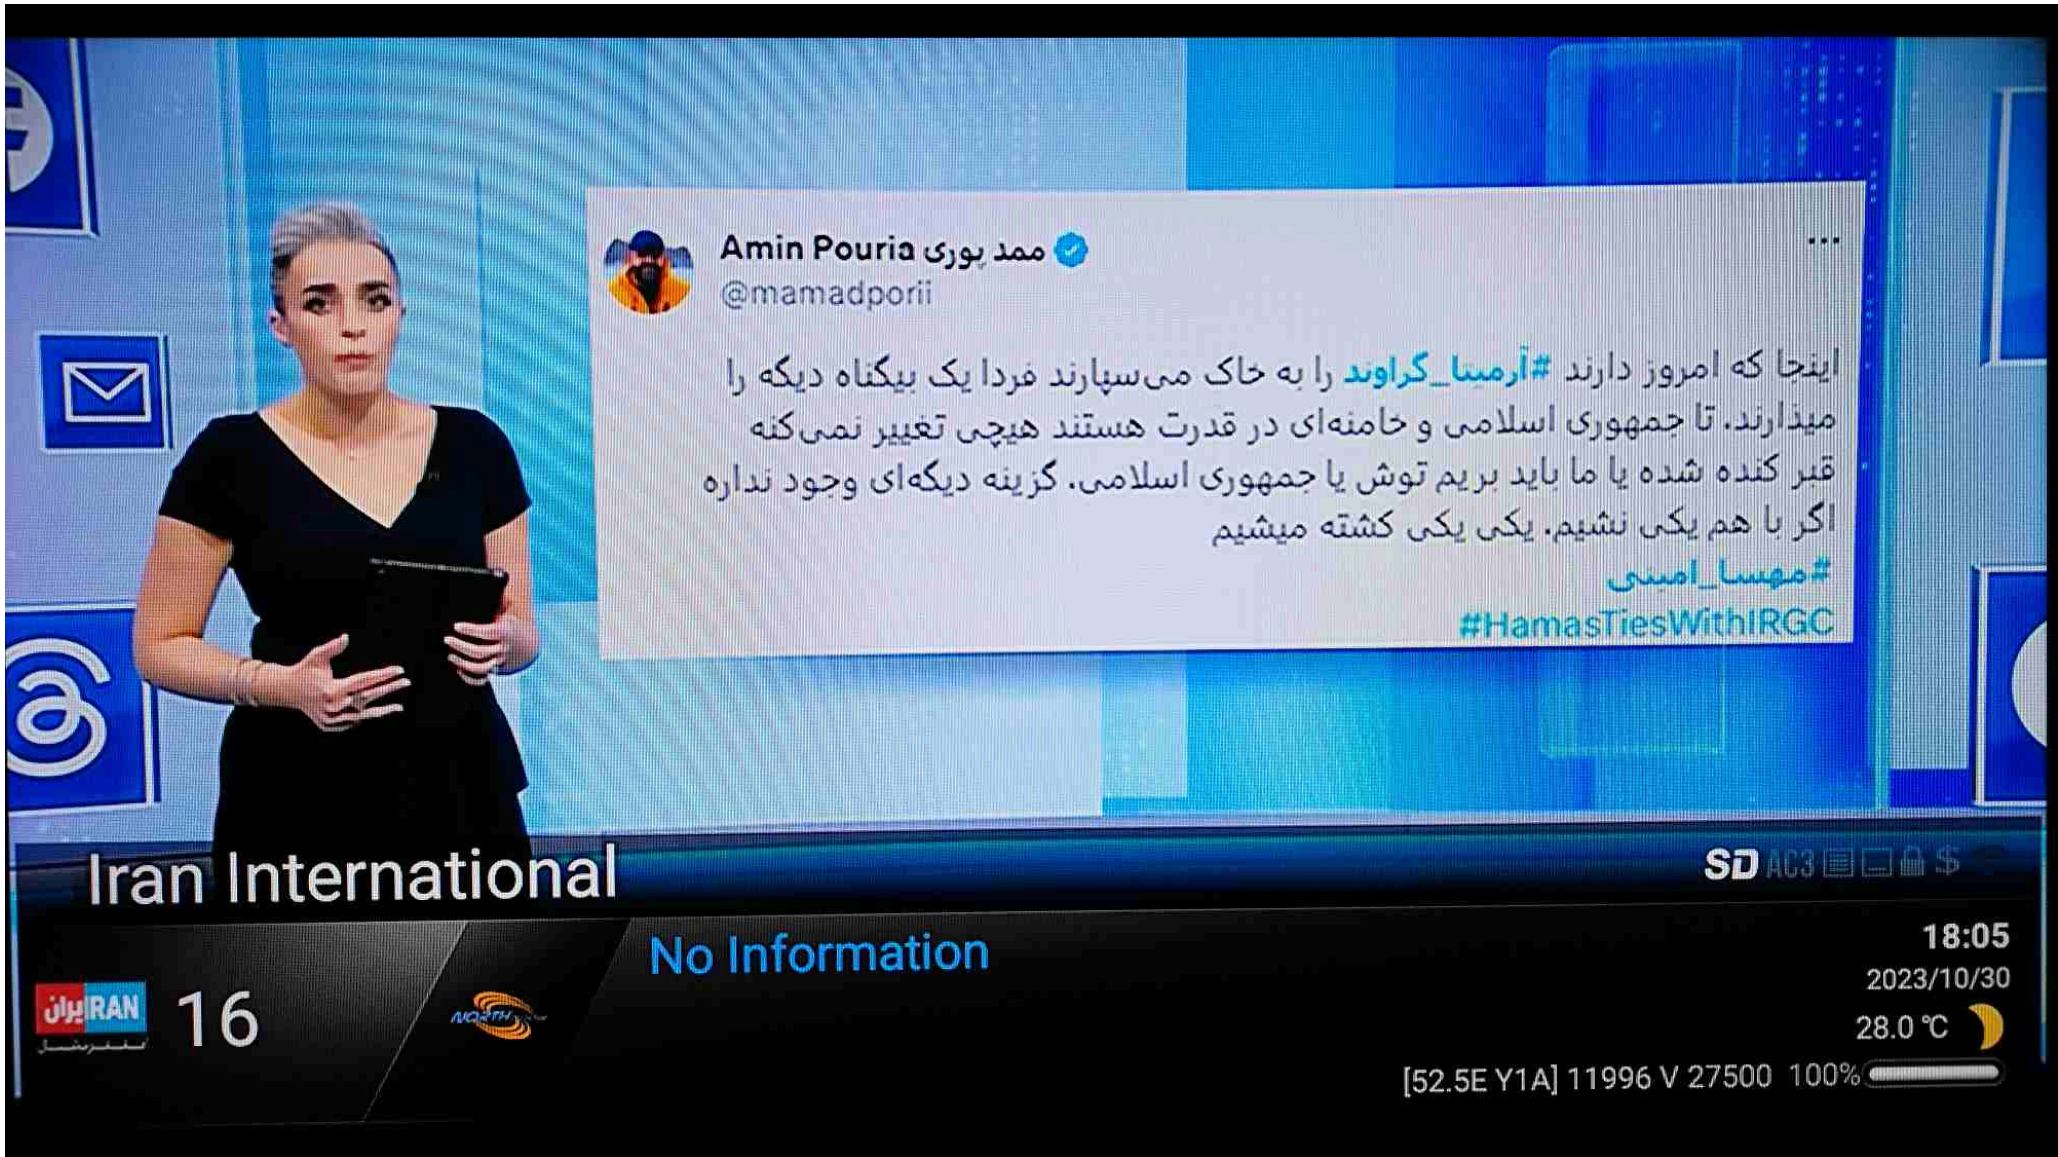 Amin Pouria ممد پوری
...
@mamadporii
اینجا که امروز دارند #آرمیتا_گراوند را به خاک می‌سپارند فردا یک بیگناه دیگه را
میذارند. تا جمهوری اسلامی و خامنه‌ای در قدرت هستند هیچی تغییر نمی‌کنه
قبر کنده شده یا ما باید بریم توش یا جمهوری اسلامی. گزینه دیگه‌ای وجود نداره
اگر با هم یکی نشیم. یکی یکی کشته میشیم
#مهسا_امینی
#HamasTiesWithIRGC
Iran International
SD AC3 $
No Information
18:05
2023/10/30
28.0 ℃
ایران IRAN
اینترنشنال
16
NORTH
[52.5E Y1A] 11996 V 27500 100%